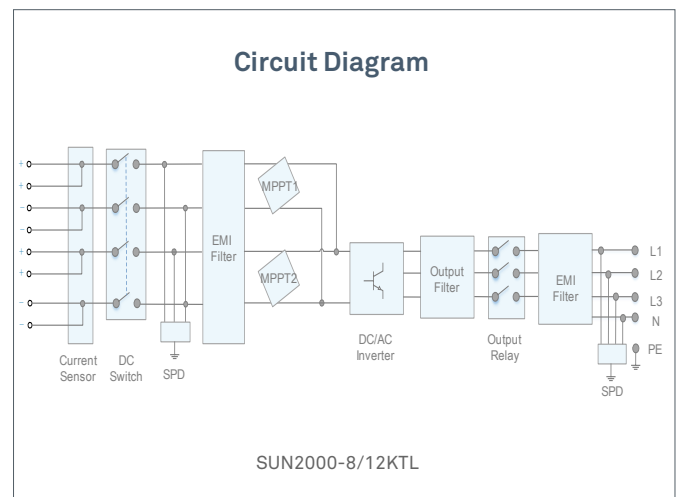 Circuit Diagram
+
+
−
−
+
+
−
−
MPPT1
MPPT2
EMI
Filter
Output
Filter
EMI
Filter
L1
L2
L3
N
PE
Current
Sensor
DC
Switch
SPD
DC/AC
Inverter
Output
Relay
SPD
SUN2000-8/12KTL